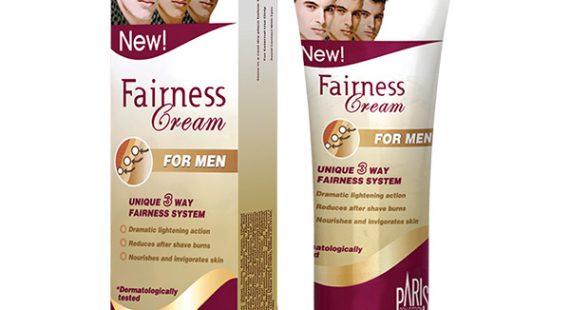 New!
Fairness
Cream
FOR MEN
UNIQUE 3 WAY
FAIRNESS SYSTEM
Dramatic lightening action
Reduces after shave burns
Nourishes and invigorates skin
*Dermatologically
tested
New!
Fairness
Cream
FOR MEN
UNIQUE 3 WAY
FAIRNESS SYSTEM
Dramatic lightening action
Reduces after shave burns
Nourishes and invigorates skin
PARIS